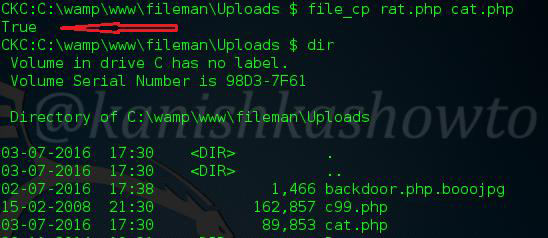 CKC:C:\wamp\www\fileman\Uploads $ file_cp rat.php cat.php
True
CKC:C:\wamp\www\fileman\Uploads $ dir
 Volume in drive C has no label.
 Volume Serial Number is 98D3-7F61
@kanishkashowto
 Directory of C:\wamp\www\fileman\Uploads
03-07-2016  17:30    <DIR>          .
03-07-2016  17:30    <DIR>          ..
02-07-2016  17:38             1,466 backdoor.php.booojpg
15-02-2008  21:30           162,857 c99.php
03-07-2016  17:30            89,853 cat.php